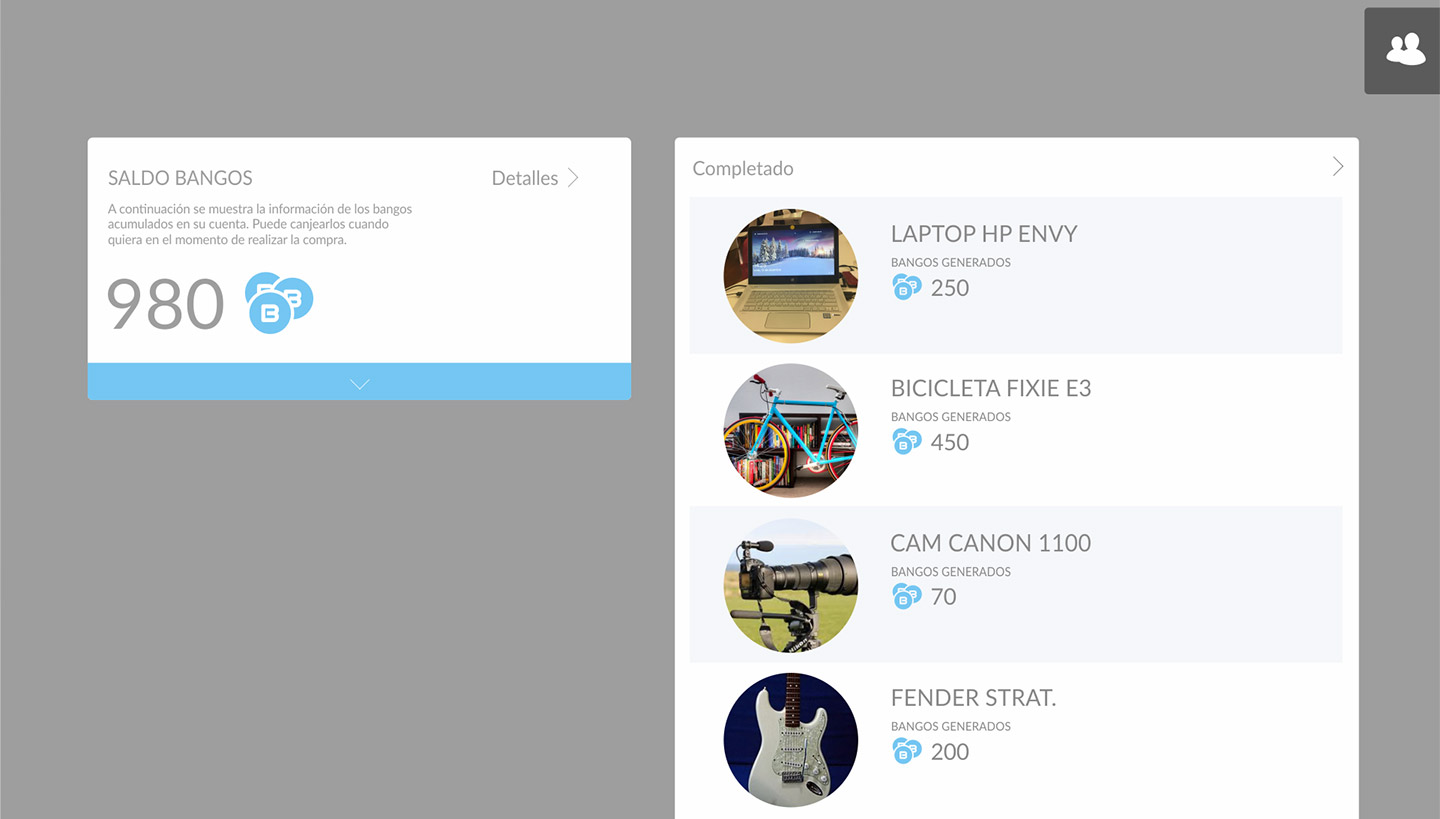 SALDO BANGOS
Detalles
A continuación se muestra la información de los bangos
acumulados en su cuenta. Puede canjearlos cuando
quiera en el momento de realizar la compra.
980
B B B
Completado
LAPTOP HP ENVY
BANGOS GENERADOS
250
BICICLETA FIXIE E3
BANGOS GENERADOS
450
CAM CANON 1100
BANGOS GENERADOS
70
FENDER STRAT.
BANGOS GENERADOS
200